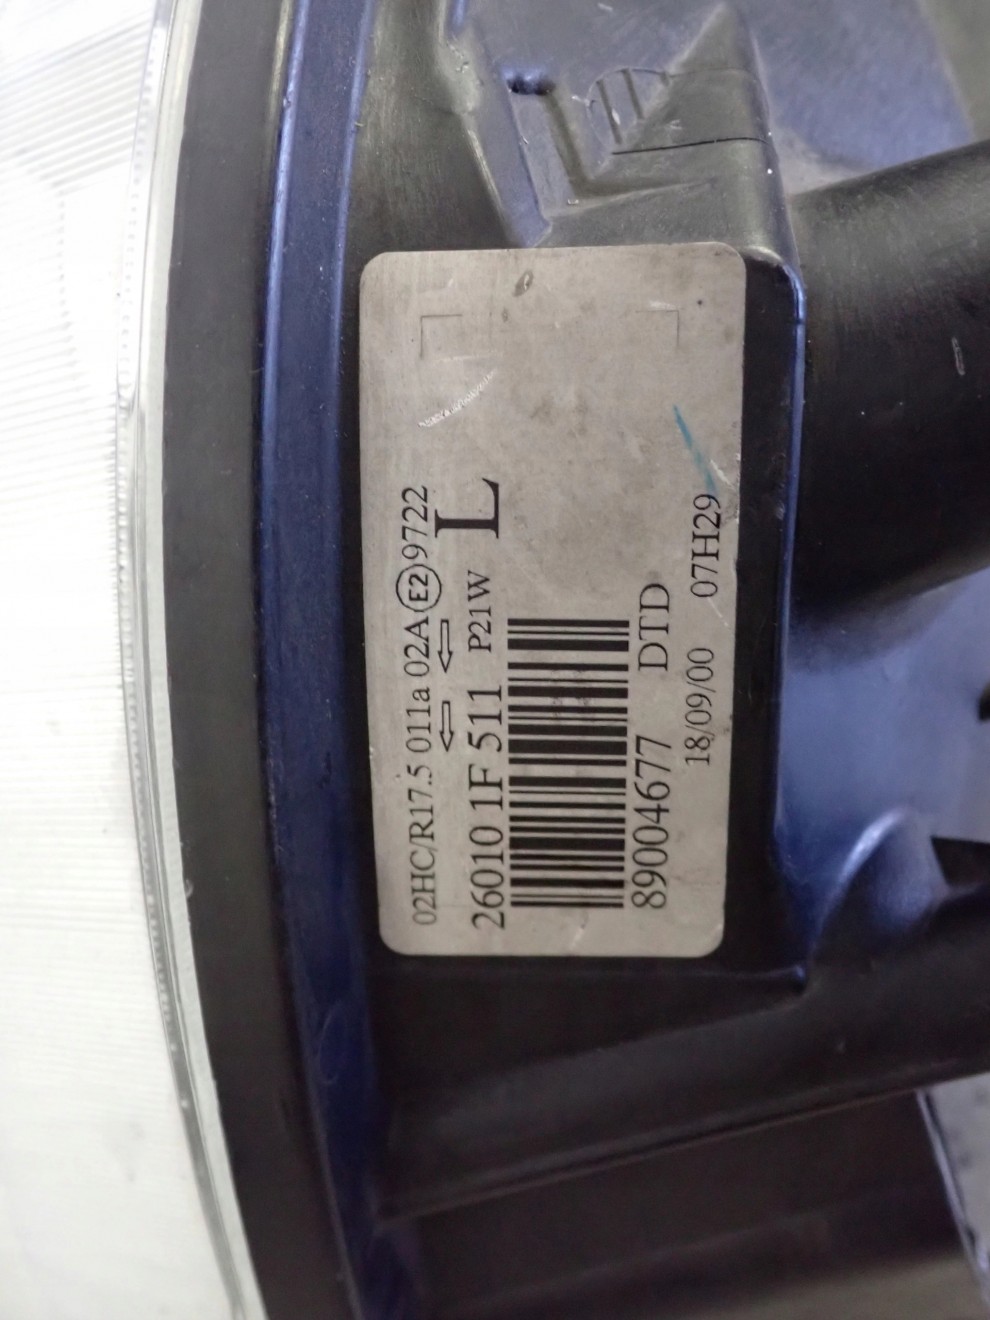 02HC/R17.5 011a 02A E2 9722
⇦ ⇦
26010 1F 511 P21W L
89004677 DTD
18/09/00 07H29